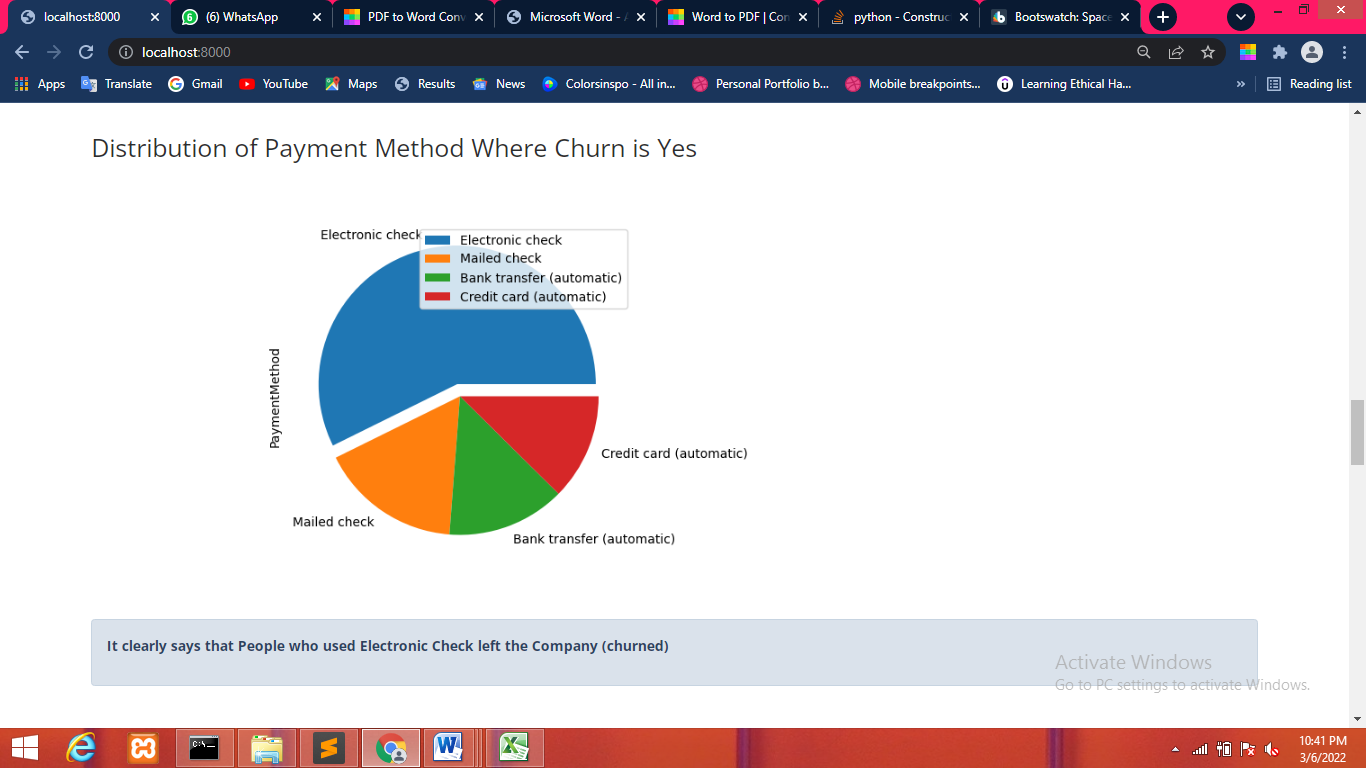 localhost:8000
(6) WhatsApp
PDF to Word Conv
Microsoft Word - A
Word to PDF | Con
python - Construc
Bootswatch: Space
localhost:8000
Apps
Translate
Gmail
YouTube
Maps
Results
News
Colorsinspo - All in...
Personal Portfolio b...
Mobile breakpoints...
Learning Ethical Ha...
»
Reading list
Distribution of Payment Method Where Churn is Yes
Electronic check
Electronic check
Mailed check
Bank transfer (automatic)
Credit card (automatic)
PaymentMethod
Credit card (automatic)
Mailed check
Bank transfer (automatic)
It clearly says that People who used Electronic Check left the Company (churned)
Activate Windows
Go to PC settings to activate Windows.
10:41 PM
3/6/2022